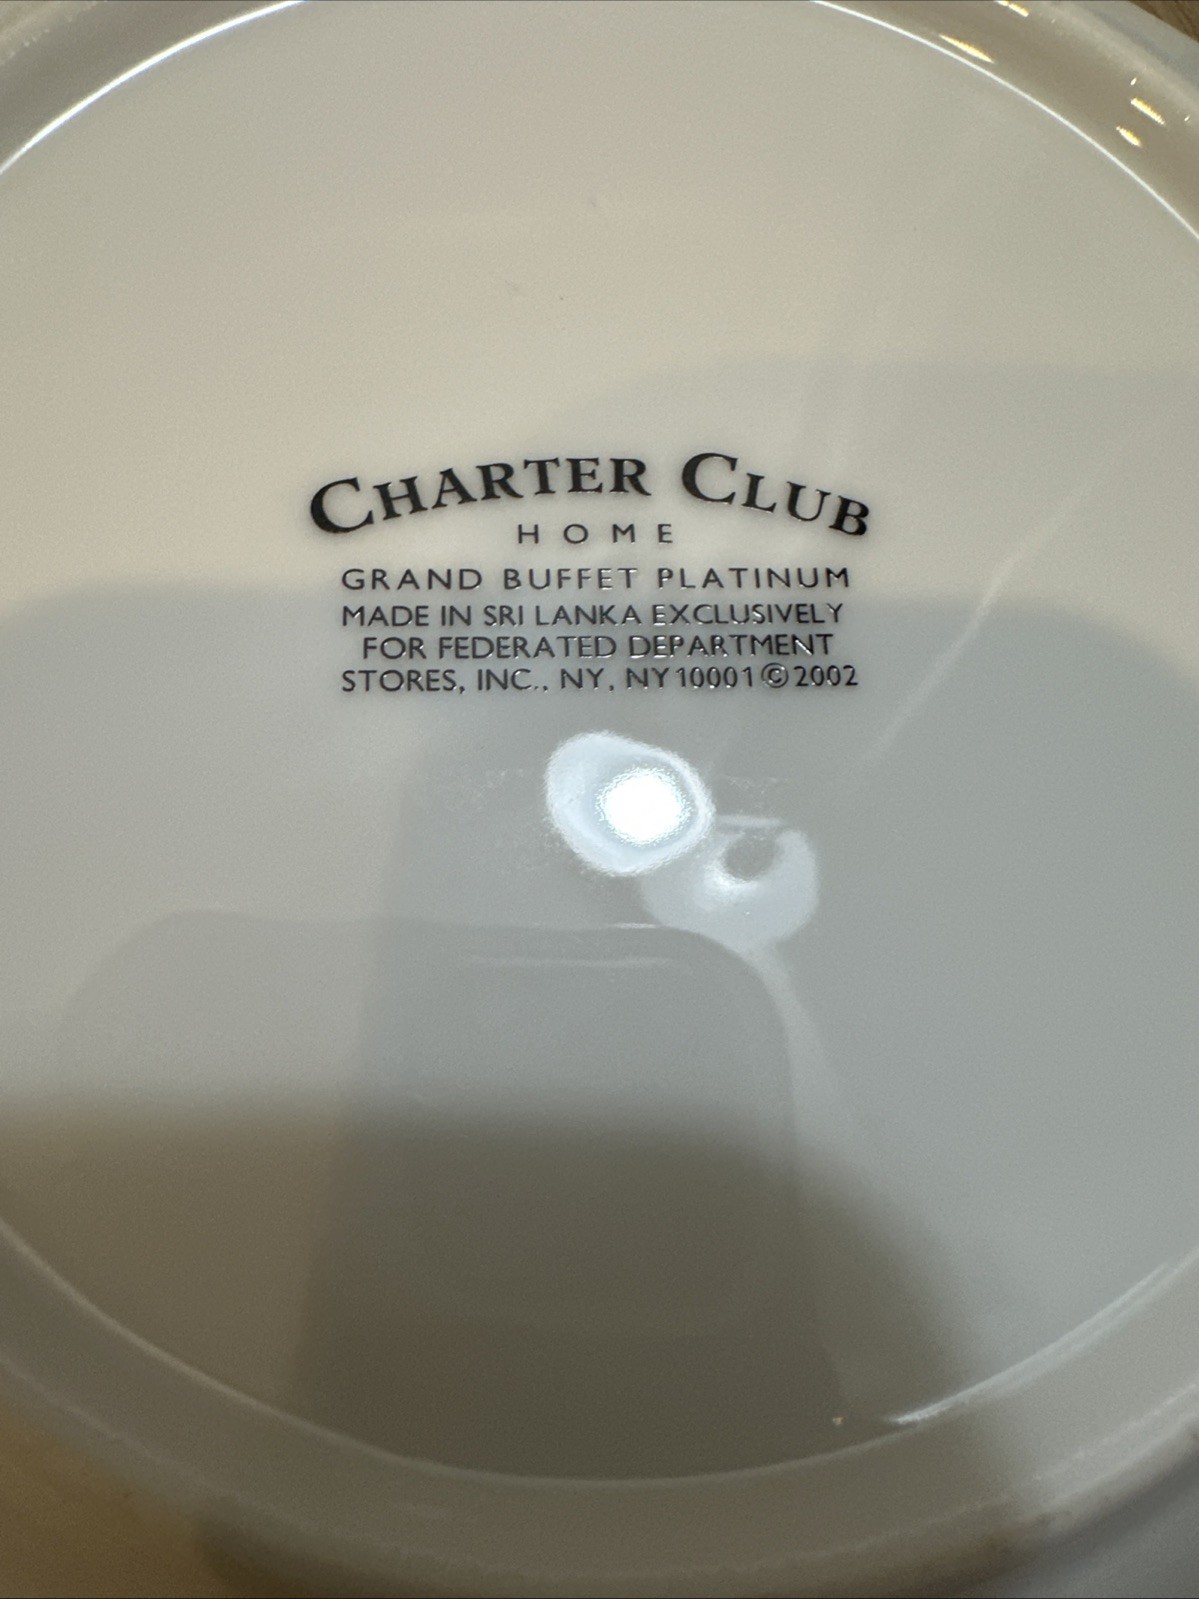 CHARTER CLUB
HOME
GRAND BUFFET PLATINUM
MADE IN SRI LANKA EXCLUSIVELY
FOR FEDERATED DEPARTMENT
STORES, INC., NY, NY 10001 © 2002